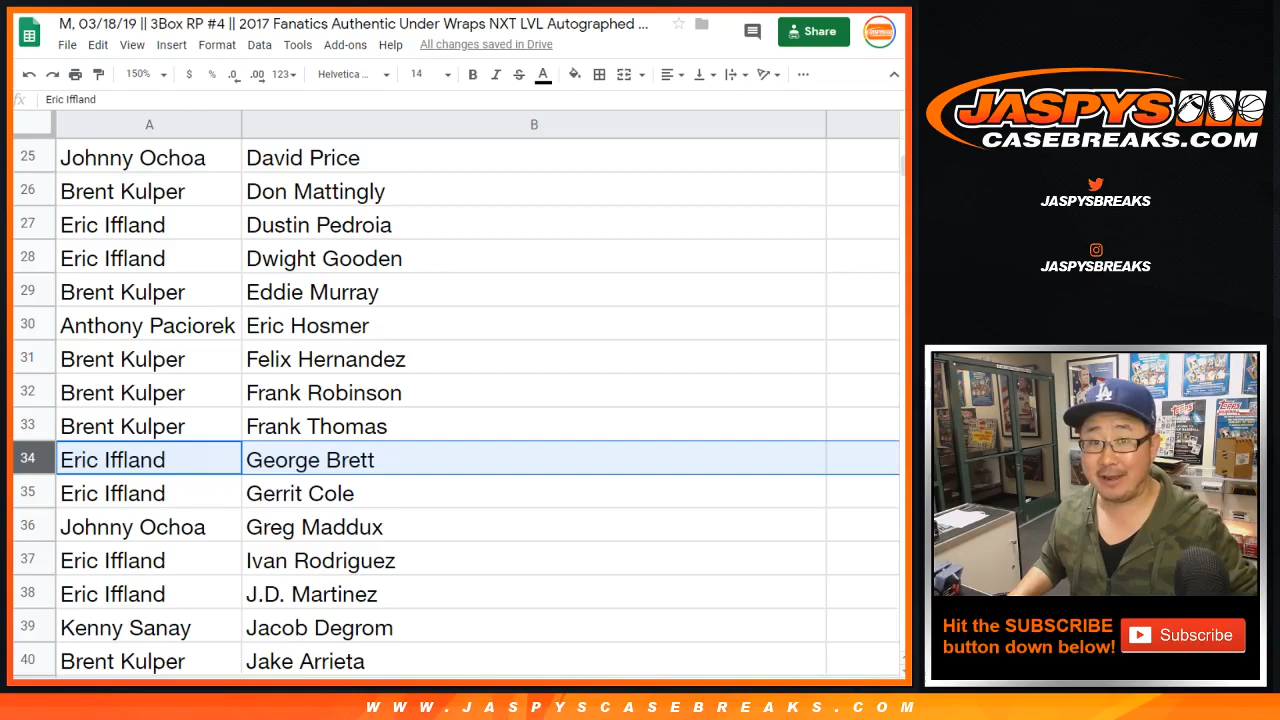 M, 03/18/19 || 3Box RP #4 || 2017 Fanatics Authentic Under Wraps NXT LVL Autographed ...
File Edit View Insert Format Data Tools Add-ons Help All changes saved in Drive
Share
150% $ % .0 .00 123 Helvetica ... 14 B I S A
fx Eric Iffland
A B
25 Johnny Ochoa David Price
26 Brent Kulper Don Mattingly
27 Eric Iffland Dustin Pedroia
28 Eric Iffland Dwight Gooden
29 Brent Kulper Eddie Murray
30 Anthony Paciorek Eric Hosmer
31 Brent Kulper Felix Hernandez
32 Brent Kulper Frank Robinson
33 Brent Kulper Frank Thomas
34 Eric Iffland George Brett
35 Eric Iffland Gerrit Cole
36 Johnny Ochoa Greg Maddux
37 Eric Iffland Ivan Rodriguez
38 Eric Iffland J.D. Martinez
39 Kenny Sanay Jacob Degrom
40 Brent Kulper Jake Arrieta
JASPYS
CASEBREAKS.COM
JASPYSBREAKS
JASPYSBREAKS
Hit the SUBSCRIBE
button down below!
Subscribe
WWW.JASPYSCASEBREAKS.COM